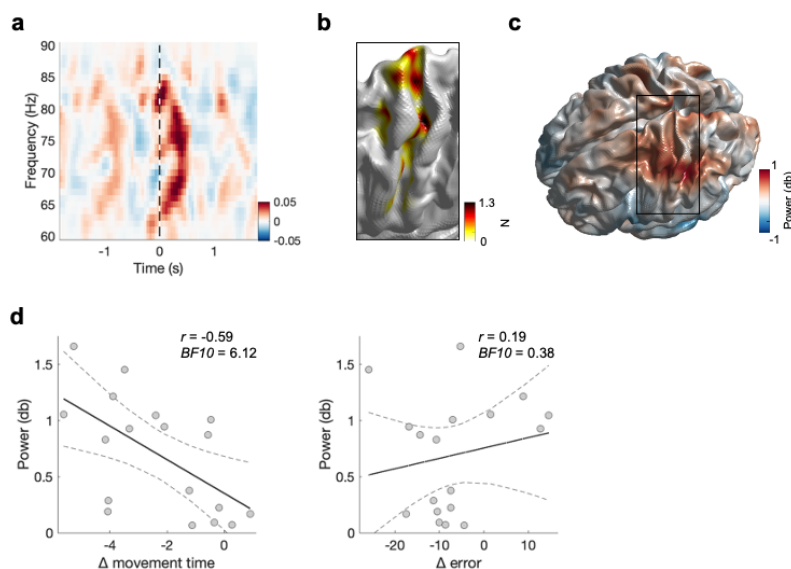 a
90
85
80
75
70
65
60
Frequency (Hz)
-1 0 1
Time (s)
0.05
0
-0.05
b
1.3
0
N
c
1
-1
Power (db)
d
r = -0.59
BF10 = 6.12
1.5
1
0.5
0
Power (db)
-4 -2 0
Δ movement time
r = 0.19
BF10 = 0.38
1.5
1
0.5
0
Power (db)
-20 -10 0 10
Δ error